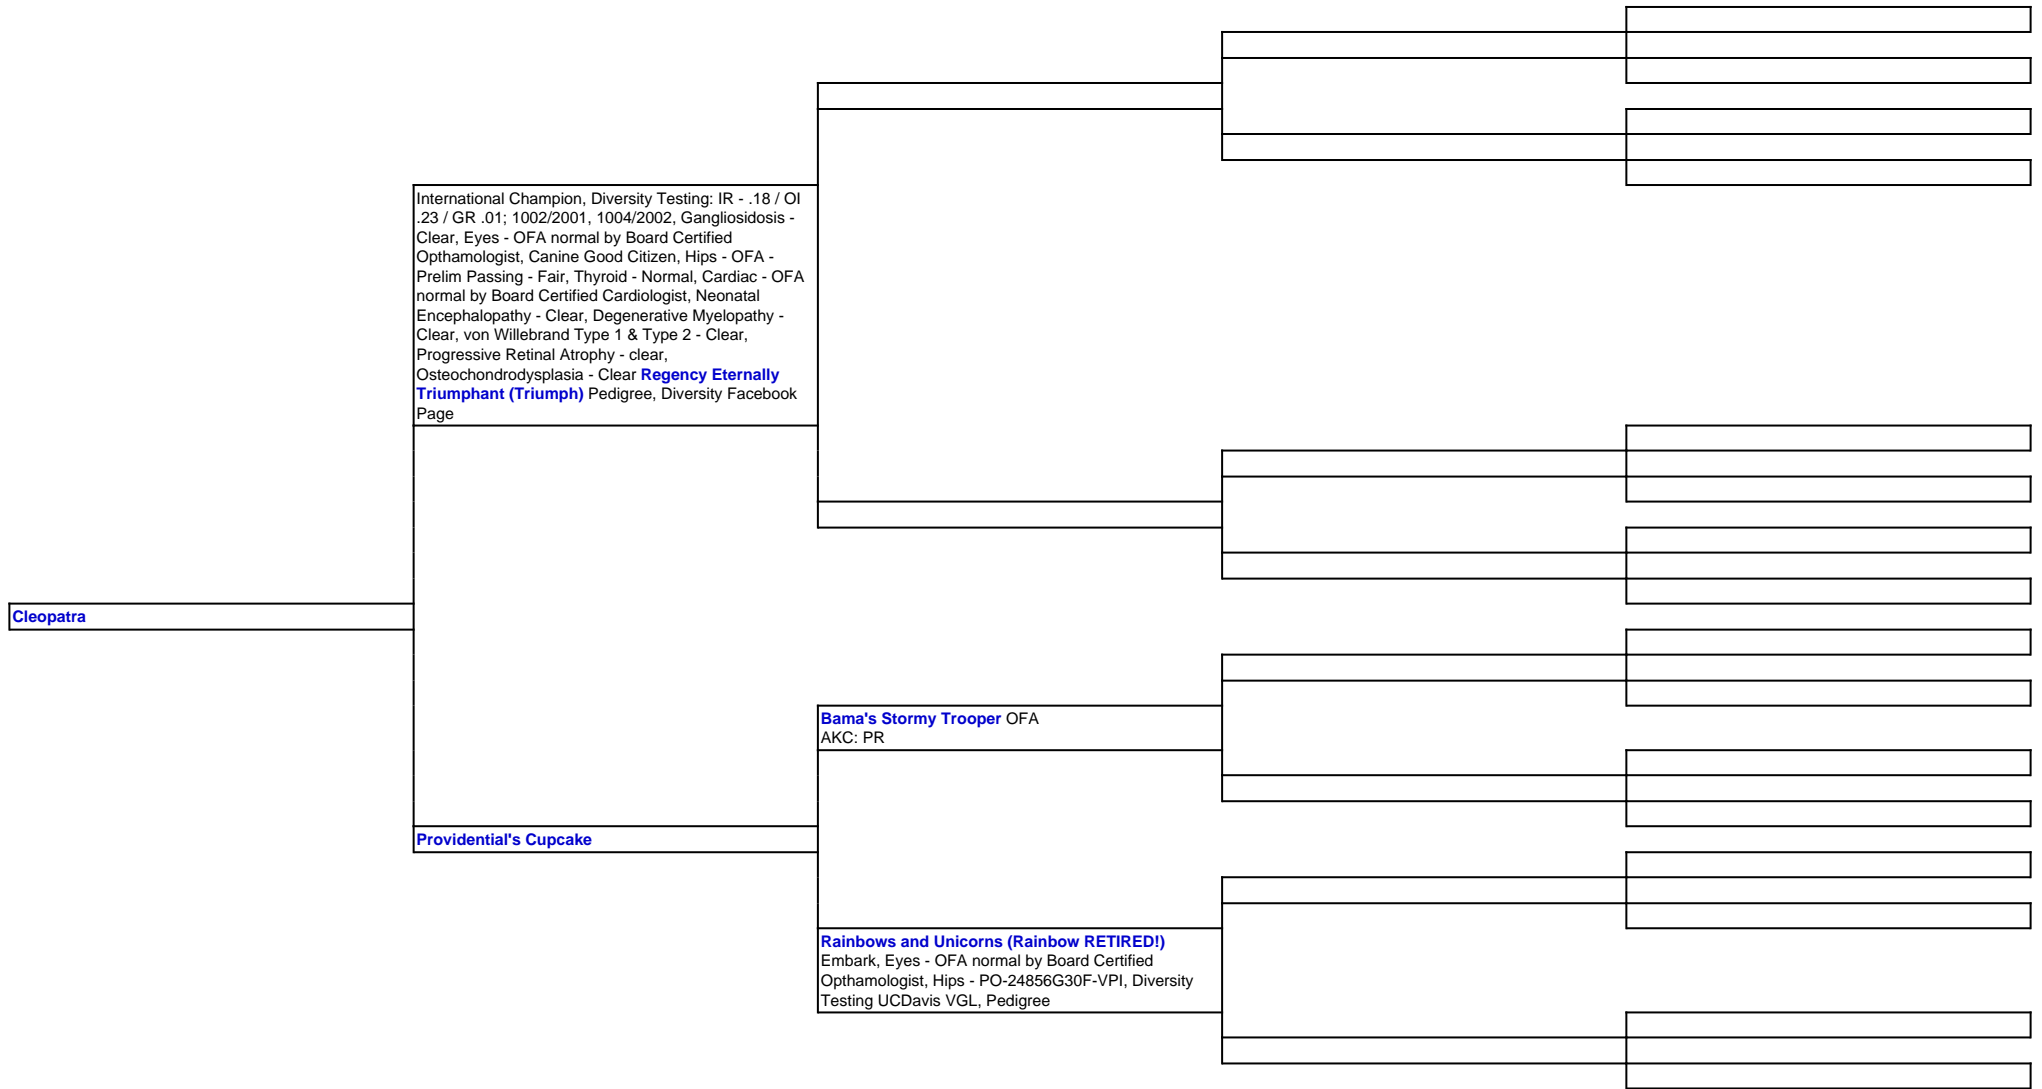 International Champion, Diversity Testing: IR - .18 / OI
.23 / GR .01; 1002/2001, 1004/2002, Gangliosidosis -
Clear, Eyes - OFA normal by Board Certified
Opthamologist, Canine Good Citizen, Hips - OFA -
Prelim Passing - Fair, Thyroid - Normal, Cardiac - OFA
normal by Board Certified Cardiologist, Neonatal
Encephalopathy - Clear, Degenerative Myelopathy -
Clear, von Willebrand Type 1 & Type 2 - Clear,
Progressive Retinal Atrophy - clear,
Osteochondrodysplasia - Clear Regency Eternally
Triumphant (Triumph) Pedigree, Diversity Facebook
Page
Cleopatra
Bama's Stormy Trooper OFA
AKC: PR
Providential's Cupcake
Rainbows and Unicorns (Rainbow RETIRED!)
Embark, Eyes - OFA normal by Board Certified
Opthamologist, Hips - PO-24856G30F-VPI, Diversity
Testing UCDavis VGL, Pedigree